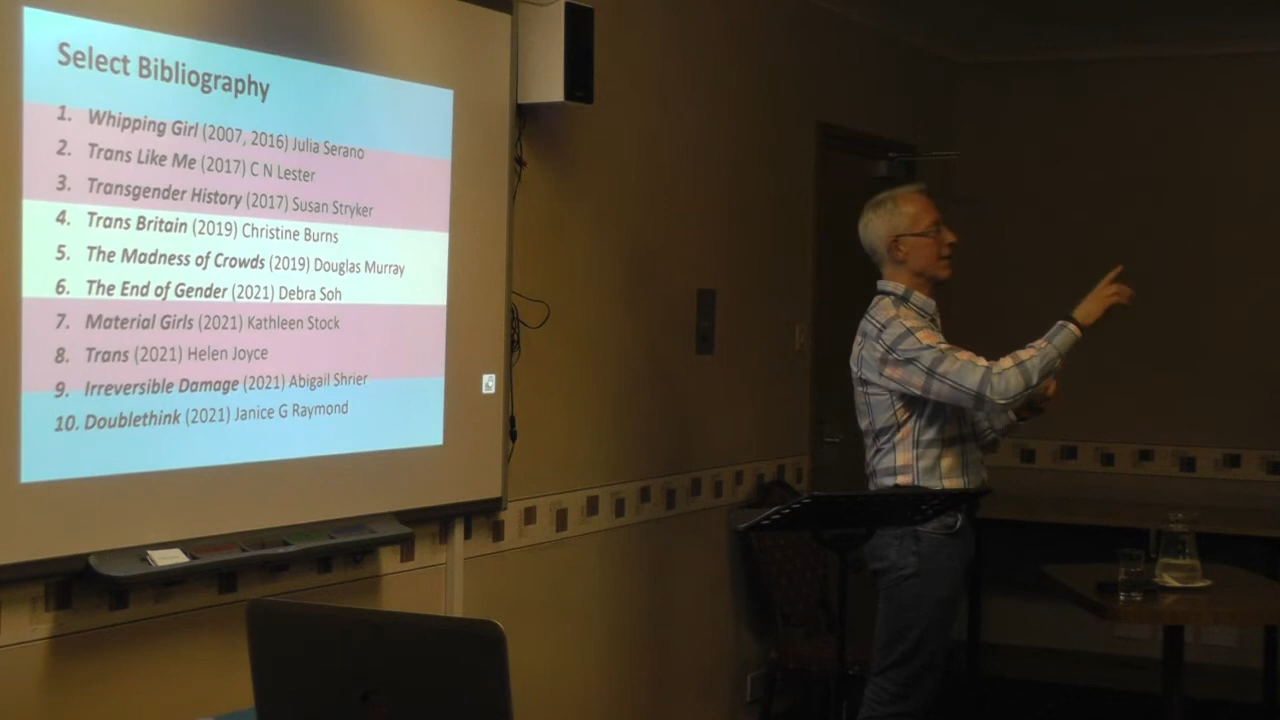 Select Bibliography
1. Whipping Girl (2007, 2016) Julia Serano
2. Trans Like Me (2017) C N Lester
3. Transgender History (2017) Susan Stryker
4. Trans Britain (2019) Christine Burns
5. The Madness of Crowds (2019) Douglas Murray
6. The End of Gender (2021) Debra Soh
7. Material Girls (2021) Kathleen Stock
8. Trans (2021) Helen Joyce
9. Irreversible Damage (2021) Abigail Shrier
10. Doublethink (2021) Janice G Raymond